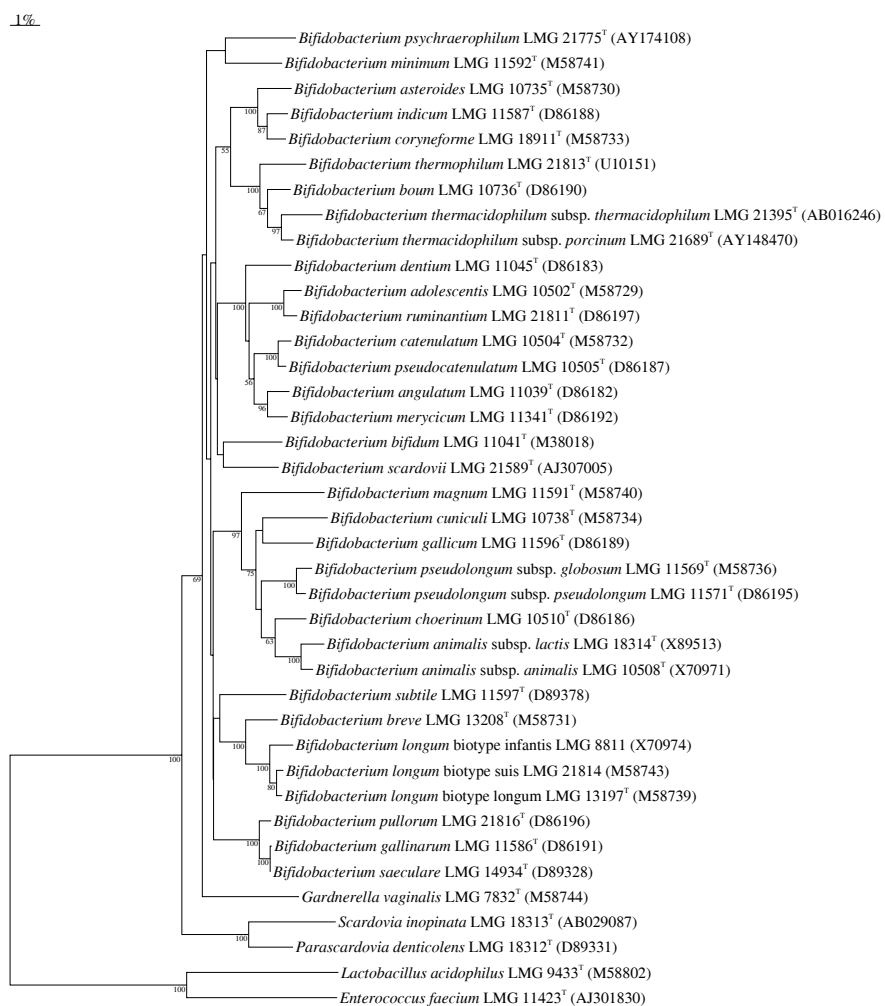 1%
Bifidobacterium psychraerophilum LMG 21775T (AY174108)
Bifidobacterium minimum LMG 11592T (M58741)
Bifidobacterium asteroides LMG 10735T (M58730)
100
Bifidobacterium indicum LMG 11587T (D86188)
87
Bifidobacterium coryneforme LMG 18911T (M58733)
55
Bifidobacterium thermophilum LMG 21813T (U10151)
100
Bifidobacterium boum LMG 10736T (D86190)
67
Bifidobacterium thermacidophilum subsp. thermacidophilum LMG 21395T (AB016246)
97
Bifidobacterium thermacidophilum subsp. porcinum LMG 21689T (AY148470)
Bifidobacterium dentium LMG 11045T (D86183)
Bifidobacterium adolescentis LMG 10502T (M58729)
100 100
Bifidobacterium ruminantium LMG 21811T (D86197)
Bifidobacterium catenulatum LMG 10504T (M58732)
100
Bifidobacterium pseudocatenulatum LMG 10505T (D86187)
56
Bifidobacterium angulatum LMG 11039T (D86182)
96
Bifidobacterium merycicum LMG 11341T (D86192)
Bifidobacterium bifidum LMG 11041T (M38018)
Bifidobacterium scardovii LMG 21589T (AJ307005)
Bifidobacterium magnum LMG 11591T (M58740)
Bifidobacterium cuniculi LMG 10738T (M58734)
97
Bifidobacterium gallicum LMG 11596T (D86189)
Bifidobacterium pseudolongum subsp. globosum LMG 11569T (M58736)
75
69
100
Bifidobacterium pseudolongum subsp. pseudolongum LMG 11571T (D86195)
Bifidobacterium choerinum LMG 10510T (D86186)
63
Bifidobacterium animalis subsp. lactis LMG 18314T (X89513)
100
Bifidobacterium animalis subsp. animalis LMG 10508T (X70971)
Bifidobacterium subtile LMG 11597T (D89378)
Bifidobacterium breve LMG 13208T (M58731)
100
Bifidobacterium longum biotype infantis LMG 8811 (X70974)
100
100
Bifidobacterium longum biotype suis LMG 21814 (M58743)
80
Bifidobacterium longum biotype longum LMG 13197T (M58739)
Bifidobacterium pullorum LMG 21816T (D86196)
100
Bifidobacterium gallinarum LMG 11586T (D86191)
100
Bifidobacterium saeculare LMG 14934T (D89328)
Gardnerella vaginalis LMG 7832T (M58744)
Scardovia inopinata LMG 18313T (AB029087)
100
Parascardovia denticolens LMG 18312T (D89331)
Lactobacillus acidophilus LMG 9433T (M58802)
100
Enterococcus faecium LMG 11423T (AJ301830)